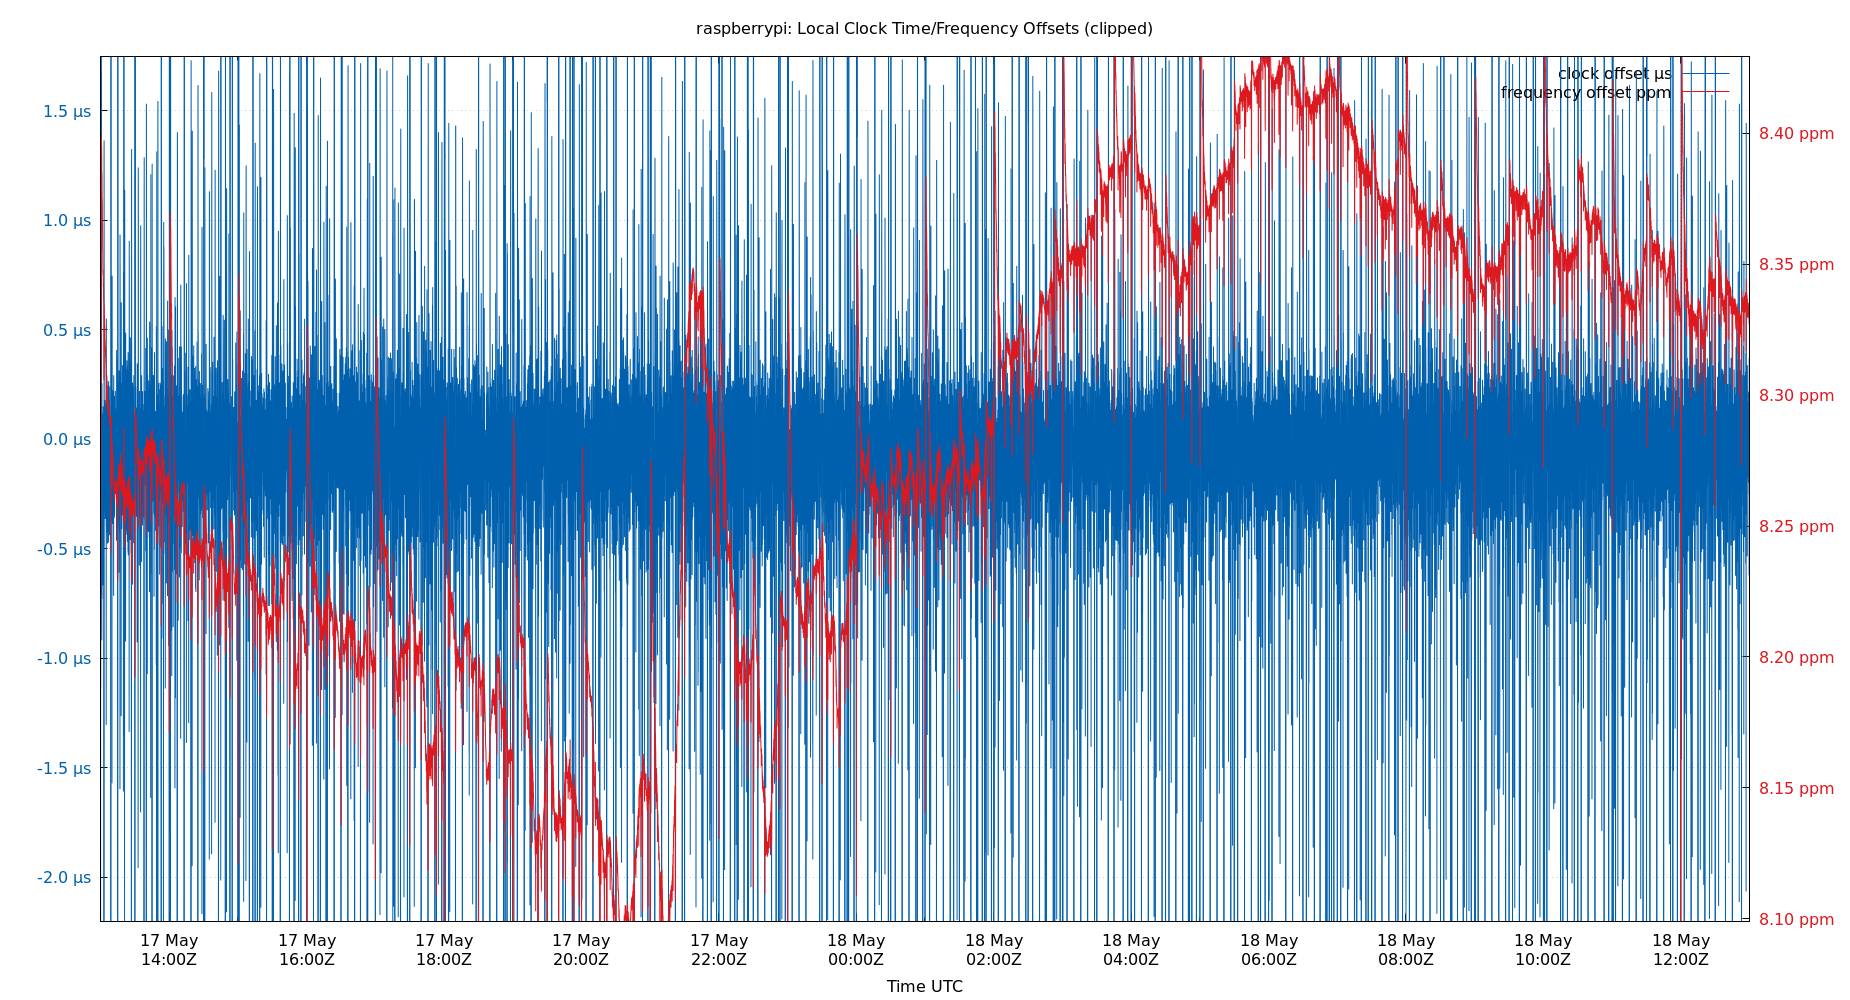 raspberrypi: Local Clock Time/Frequency Offsets (clipped)
clock offset µs
frequency offset ppm
1.5 µs
1.0 µs
0.5 µs
0.0 µs
-0.5 µs
-1.0 µs
-1.5 µs
-2.0 µs
8.40 ppm
8.35 ppm
8.30 ppm
8.25 ppm
8.20 ppm
8.15 ppm
8.10 ppm
17 May 17 May 17 May 17 May 17 May 18 May 18 May 18 May 18 May 18 May 18 May 18 May
14:00Z 16:00Z 18:00Z 20:00Z 22:00Z 00:00Z 02:00Z 04:00Z 06:00Z 08:00Z 10:00Z 12:00Z
Time UTC